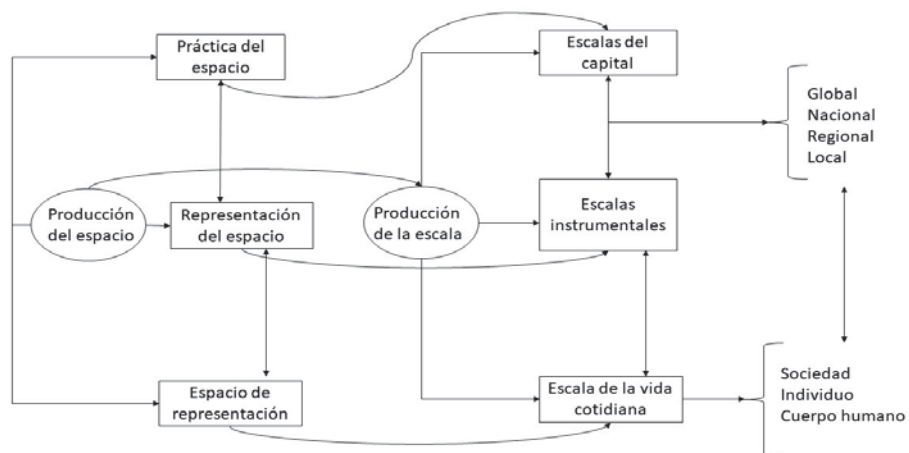 Práctica del
espacio
Escalas del
capital
Global
Nacional
Regional
Local
Producción
del espacio
Representación
del espacio
Producción
de la escala
Escalas
instrumentales
Espacio de
representación
Escala de la vida
cotidiana
Sociedad
Individuo
Cuerpo humano